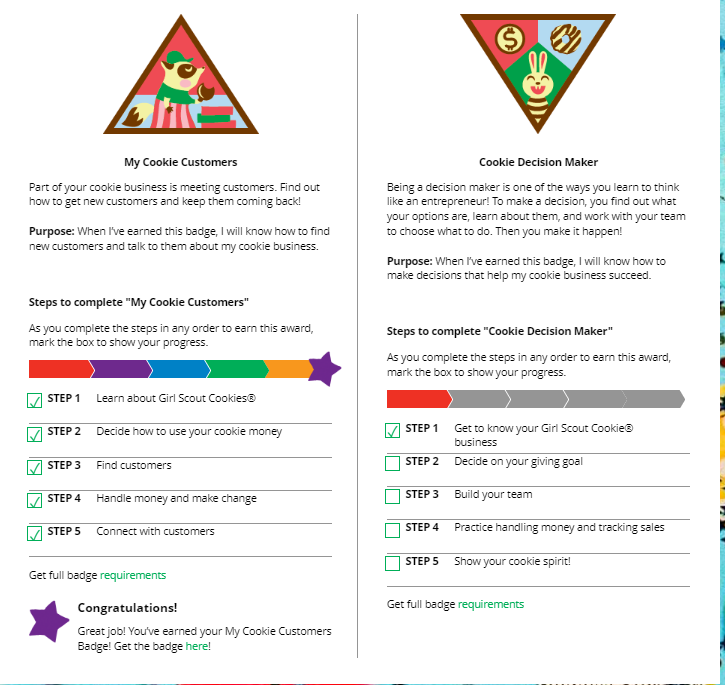 My Cookie Customers
Part of your cookie business is meeting customers. Find out
how to get new customers and keep them coming back!
Purpose: When I've earned this badge, I will know how to find
new customers and talk to them about my cookie business.
Steps to complete "My Cookie Customers"
As you complete the steps in any order to earn this award,
mark the box to show your progress.
STEP 1 Learn about Girl Scout Cookies®
STEP 2 Decide how to use your cookie money
STEP 3 Find customers
STEP 4 Handle money and make change
STEP 5 Connect with customers
Get full badge requirements
Congratulations!
Great job! You've earned your My Cookie Customers
Badge! Get the badge here!
$
Cookie Decision Maker
Being a decision maker is one of the ways you learn to think
like an entrepreneur! To make a decision, you find out what
your options are, learn about them, and work with your team
to choose what to do. Then you make it happen!
Purpose: When I've earned this badge, I will know how to
make decisions that help my cookie business succeed.
Steps to complete "Cookie Decision Maker"
As you complete the steps in any order to earn this award,
mark the box to show your progress.
STEP 1 Get to know your Girl Scout Cookie®
business
STEP 2 Decide on your giving goal
STEP 3 Build your team
STEP 4 Practice handling money and tracking sales
STEP 5 Show your cookie spirit!
Get full badge requirements